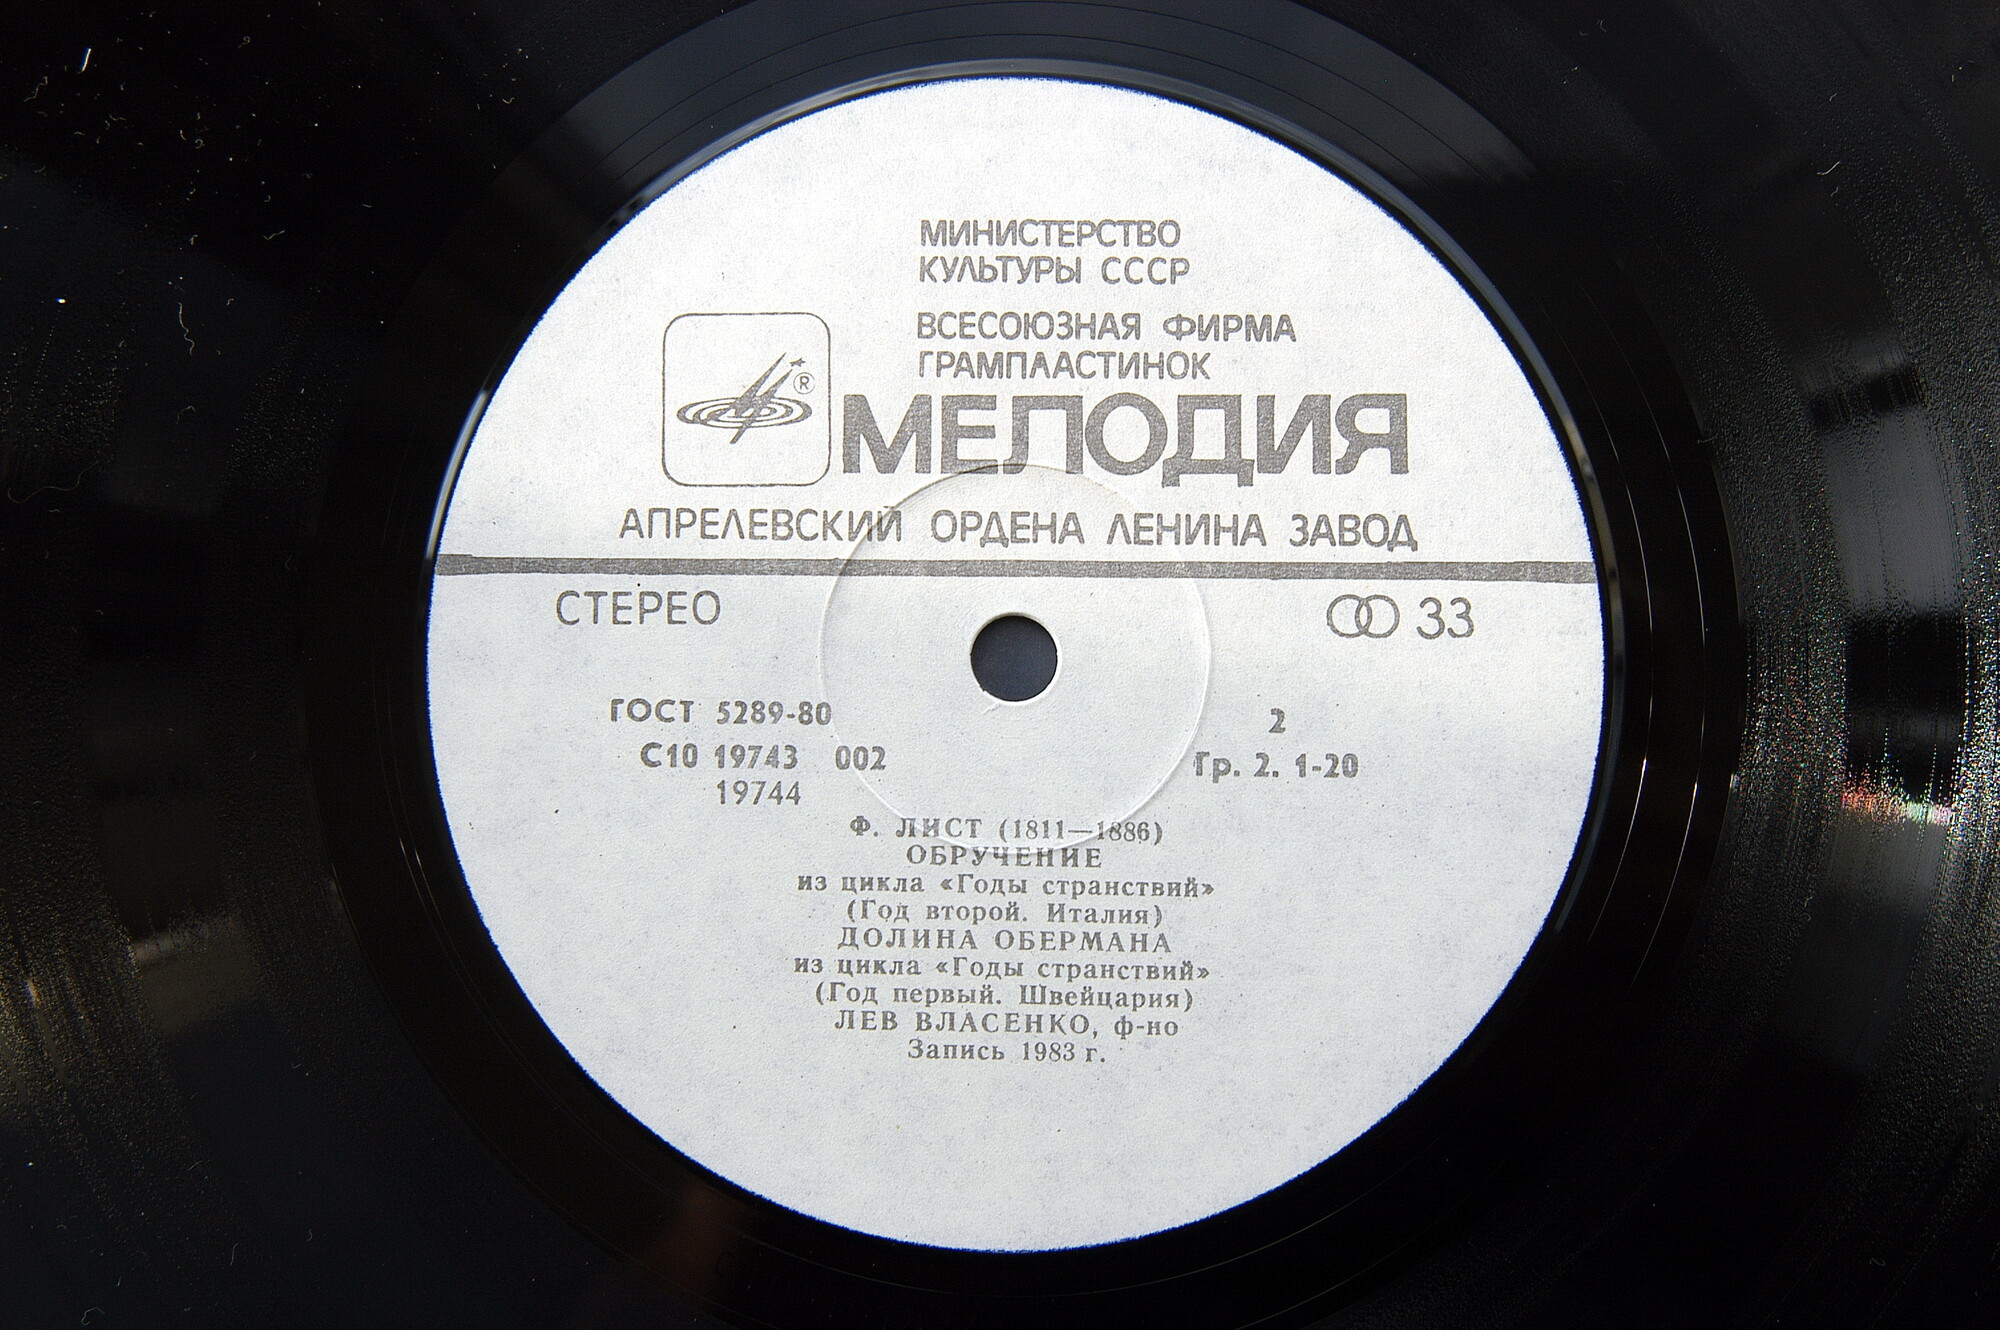 МИНИСТЕРСТВО
КУЛЬТУРЫ СССР
ВСЕСОЮЗНАЯ ФИРМА
ГРАМПЛАСТИНОК
®
МЕЛОДИЯ
АПРЕЛЕВСКИЙ ОРДЕНА ЛЕНИНА ЗАВОД
СТЕРЕО
33
ГОСТ 5289-80
2
С10 19743 002
Гр. 2. 1-20
19744
Ф. ЛИСТ (1811—1886)
ОБРУЧЕНИЕ
из цикла «Годы странствий»
(Год второй. Италия)
ДОЛИНА ОБЕРМАНА
из цикла «Годы странствий»
(Год первый. Швейцария)
ЛЕВ ВЛАСЕНКО, ф-но
Запись 1983 г.